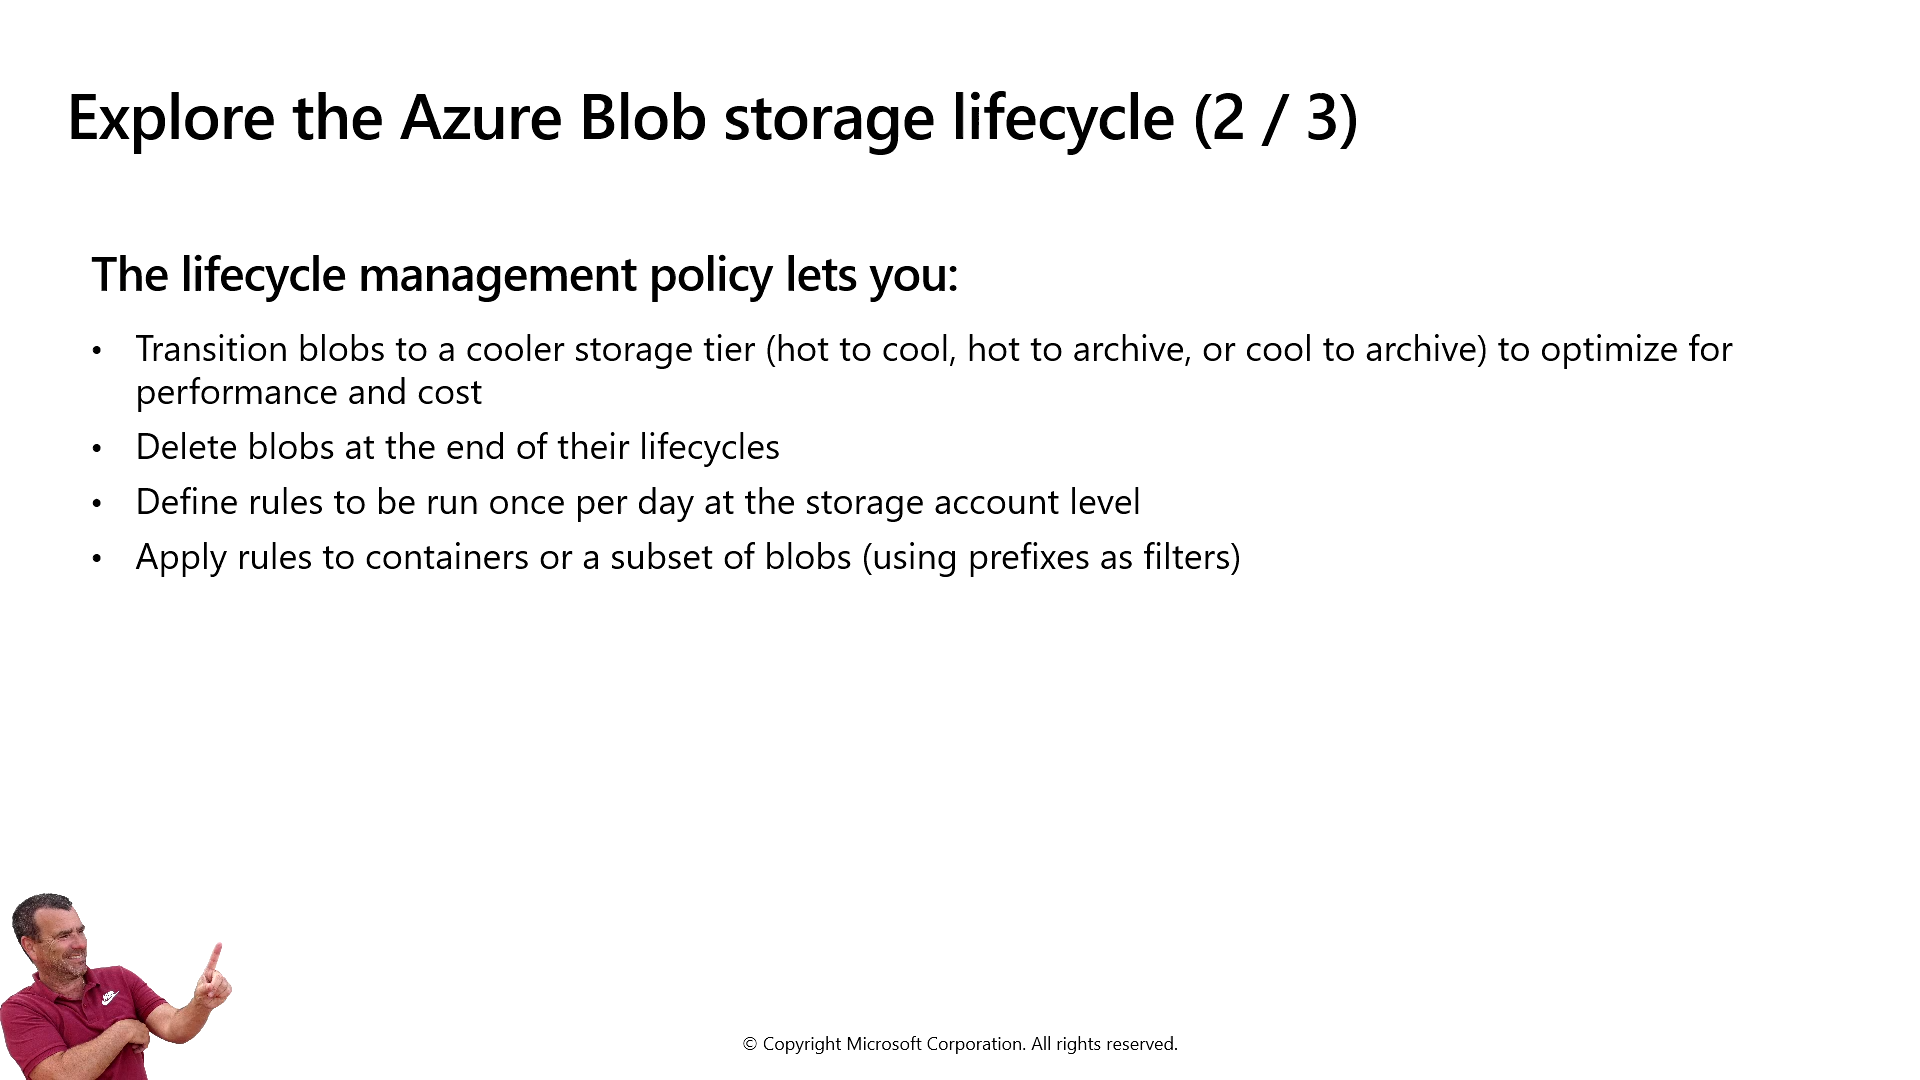 Explore the Azure Blob storage lifecycle (2 / 3)
The lifecycle management policy lets you:
• Transition blobs to a cooler storage tier (hot to cool, hot to archive, or cool to archive) to optimize for
performance and cost
• Delete blobs at the end of their lifecycles
• Define rules to be run once per day at the storage account level
• Apply rules to containers or a subset of blobs (using prefixes as filters)
© Copyright Microsoft Corporation. All rights reserved.